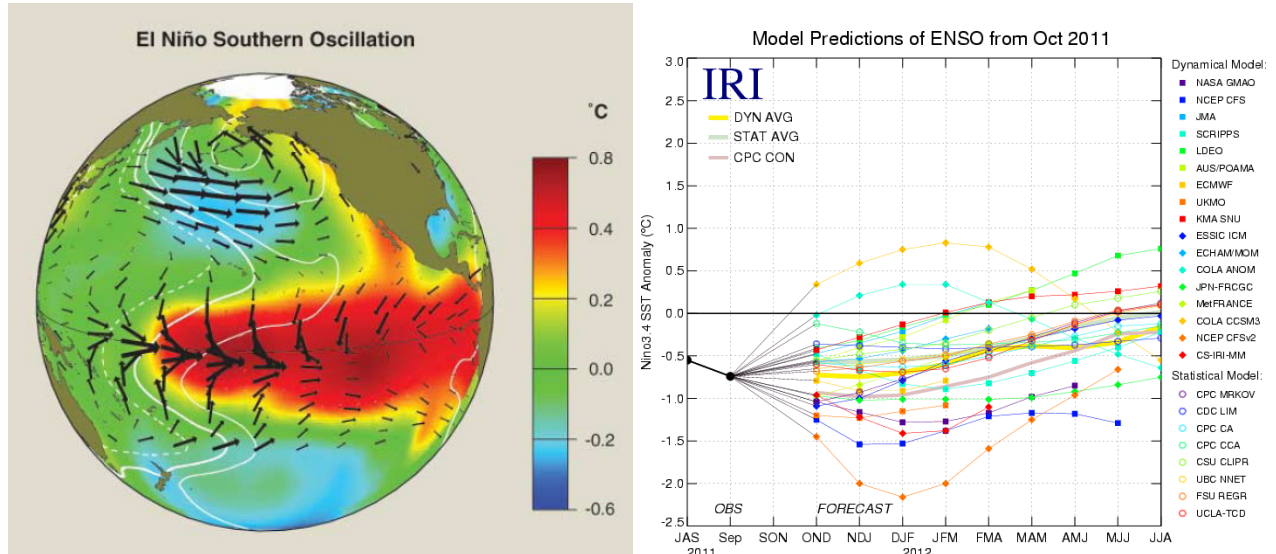 El Niño Southern Oscillation
°C
0.8
0.6
0.4
0.2
0.0
-0.2
-0.4
-0.6
Model Predictions of ENSO from Oct 2011
IRI
DYN AVG
STAT AVG
CPC CON
Nino3.4 SST Anomaly (°C)
3.0
2.5
2.0
1.5
1.0
0.5
0.0
-0.5
-1.0
-1.5
-2.0
-2.5
OBS
FORECAST
JAS Sep SON OND NDJ DJF JFM FMA MAM AMJ MJJ JJA
2011 2012
Dynamical Model:
NASA GMAO
NCEP CFS
JMA
SCRIPPS
LDEO
AUS/POAMA
ECMWF
UKMO
KMA SNU
ESSIC ICM
ECHAM/MOM
COLA ANOM
JPN-FRCGC
MetFRANCE
COLA CCSM3
NCEP CFSv2
CS-IRI-MM
Statistical Model:
CPC MRKOV
CDC LIM
CPC CA
CPC CCA
CSU CLIPR
UBC NNET
FSU REGR
UCLA-TCD